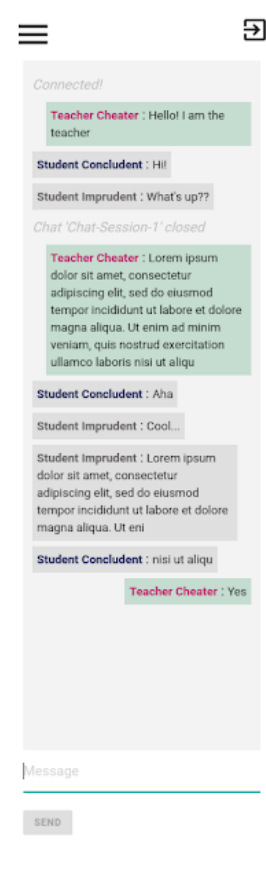 Connected!
Teacher Cheater : Hello! I am the
teacher
Student Concludent : Hi!
Student Imprudent : What's up??
Chat 'Chat-Session-1' closed
Teacher Cheater : Lorem ipsum
dolor sit amet, consectetur
adipiscing elit, sed do eiusmod
tempor incididunt ut labore et dolore
magna aliqua. Ut enim ad minim
veniam, quis nostrud exercitation
ullamco laboris nisi ut aliqu
Student Concludent : Aha
Student Imprudent : Cool...
Student Imprudent : Lorem ipsum
dolor sit amet, consectetur
adipiscing elit, sed do eiusmod
tempor incididunt ut labore et dolore
magna aliqua. Ut eni
Student Concludent : nisi ut aliqu
Teacher Cheater : Yes
Message
SEND